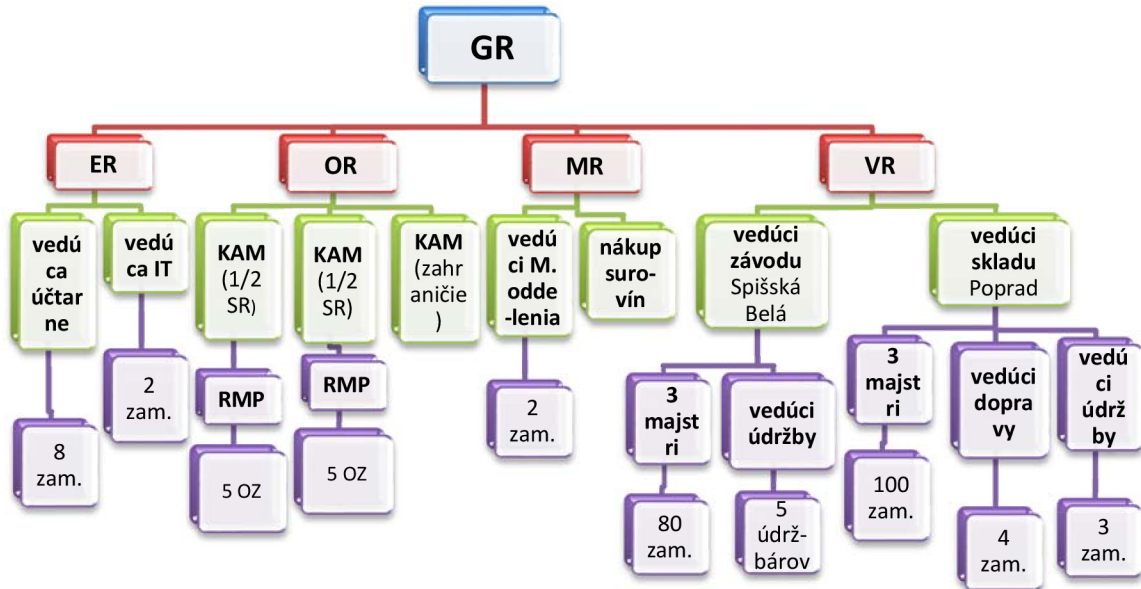 GR
ER
OR
MR
VR
vedú
ca
účtar
ne
vedú
ca IT
KAM
(1/2
SR)
KAM
(1/2
SR)
KAM
(zahr
aničie
)
vedú
ci M.
odde
-lenia
nákup
suro-
vín
vedúci
závodu
Spišská
Belá
vedúci
skladu
Poprad
8
zam.
2
zam.
RMP
5 OZ
RMP
5 OZ
2
zam.
3
majst
ri
80
zam.
vedúci
údržby
5
údrž-
bárov
3
majst
ri
100
zam.
vedúci
dopra
vy
4
zam.
vedú
ci
údrž
by
3
zam.